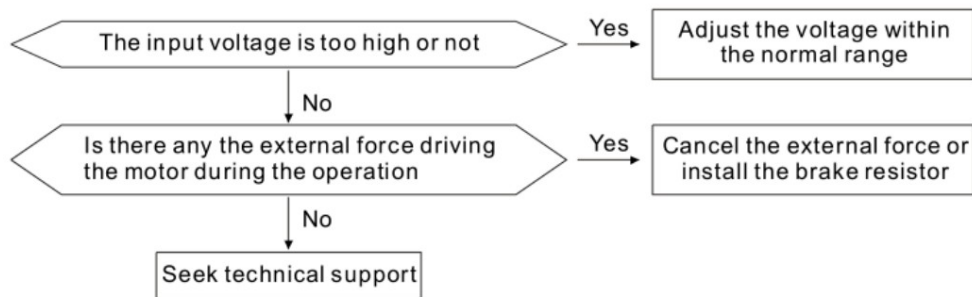 The input voltage is too high or not
Yes
Adjust the voltage within
the normal range
No
Is there any the external force driving
the motor during the operation
Yes
Cancel the external force or
install the brake resistor
No
Seek technical support